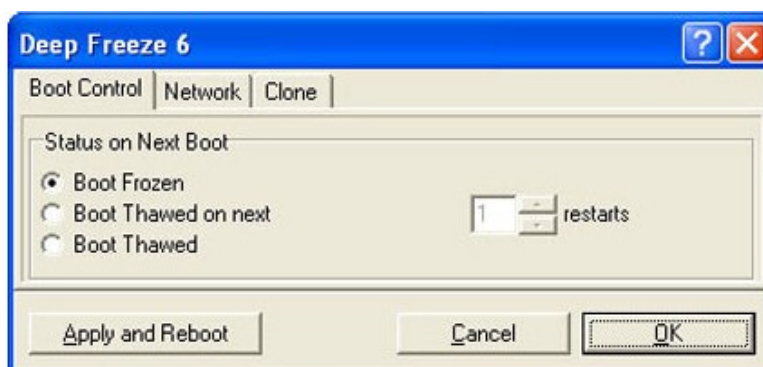 Deep Freeze 6
Boot Control Network Clone
Status on Next Boot
Boot Frozen
Boot Thawed on next 1 restarts
Boot Thawed
Apply and Reboot Cancel OK